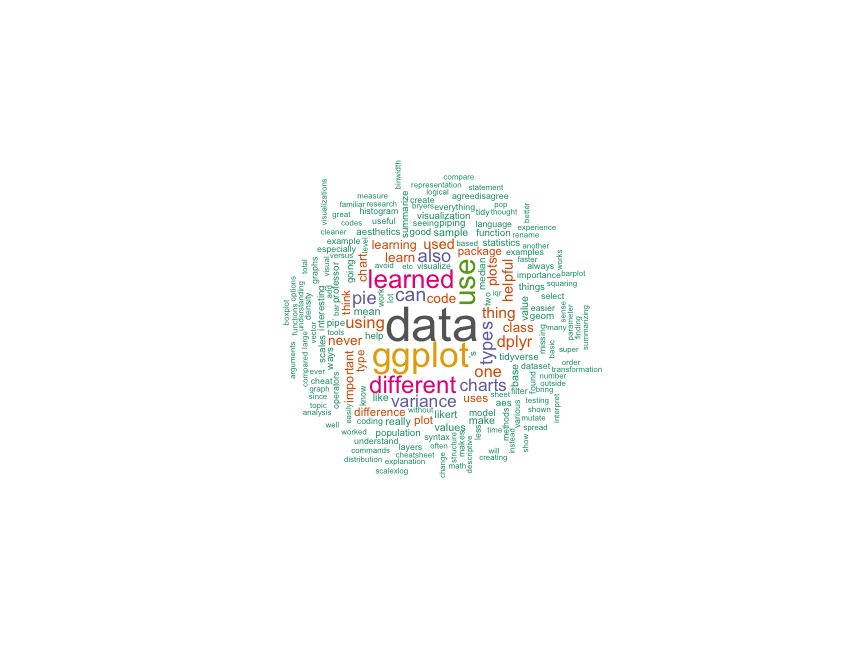 binwidth
compare
representation
logical
statement
visualizations
measure
agreedisagree
familiar
research
create
summarize
bryers
everything
pop
great
histogram
tidy
thought
better
codes
useful
visualization
seeing
piping
language
experience
cleaner
aesthetics
good
sample
function
rename
example
level
learning
used
based
statistics
another
especially
versus
chart
learn
also
package
examples
works
total
graphs
visual
professor
going
avoid
etc
visualize
use
median
plots
helpful
faster
always
barplot
learned
importance
squaring
options
understanding
boxplot
functions
density
interesting
add
bar
think
pie
work
lol
can
code
two
iqr
value
things
select
easier
geom
mean
data
thing
sense
parameter
vector
large
scales
pipe
using
class
many
finding
summarizing
tools
help
never
ggplot
's
types
dplyr
missing
basic
super
arguments
compared
ways
type
important
tidyverse
order
dataset
transformation
ever
one
base
number
cheat
operators
know
different
charts
found
outside
graph
filter
bring
since
easily
like
variance
uses
sheet
testing
topic
aes
various
shown
interpret
analysis
difference
without
likert
model
methods
mutate
well
coding
really
plot
make
spread
values
less
time
instead
worked
population
syntax
makes
show
understand
layers
often
structure
descriptive
will
commands
cheatsheet
creating
distribution
explanation
change
math
scalexlog